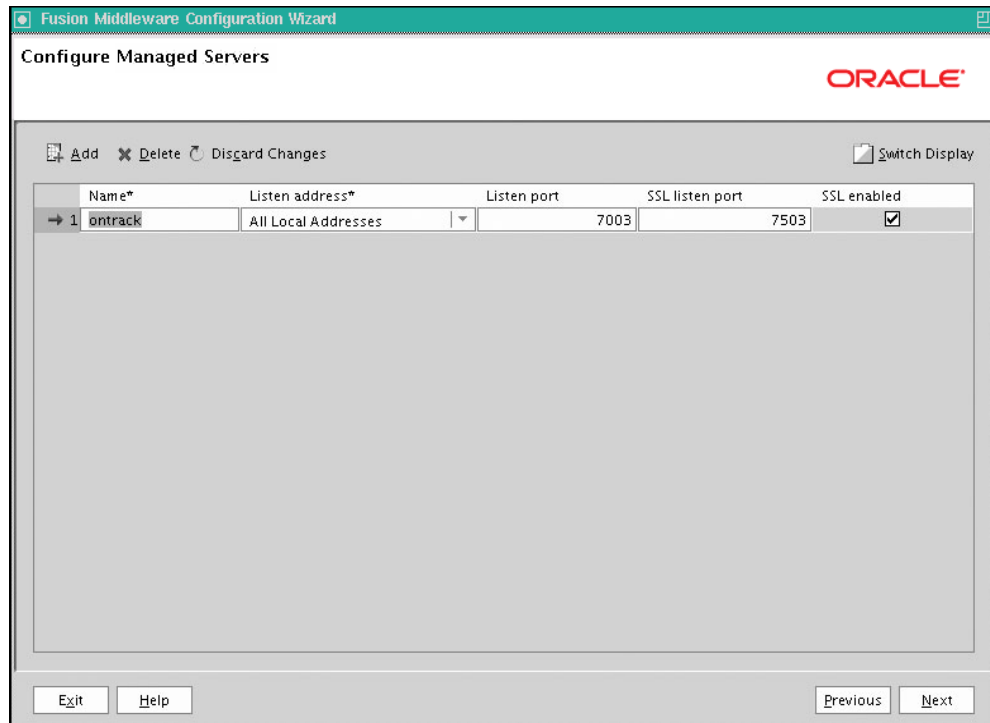 Fusion Middleware Configuration Wizard
Configure Managed Servers
ORACLE
Add Delete Discard Changes Switch Display
Name* Listen address* Listen port SSL listen port SSL enabled
1 ontrack All Local Addresses 7003 7503
Exit Help Previous Next